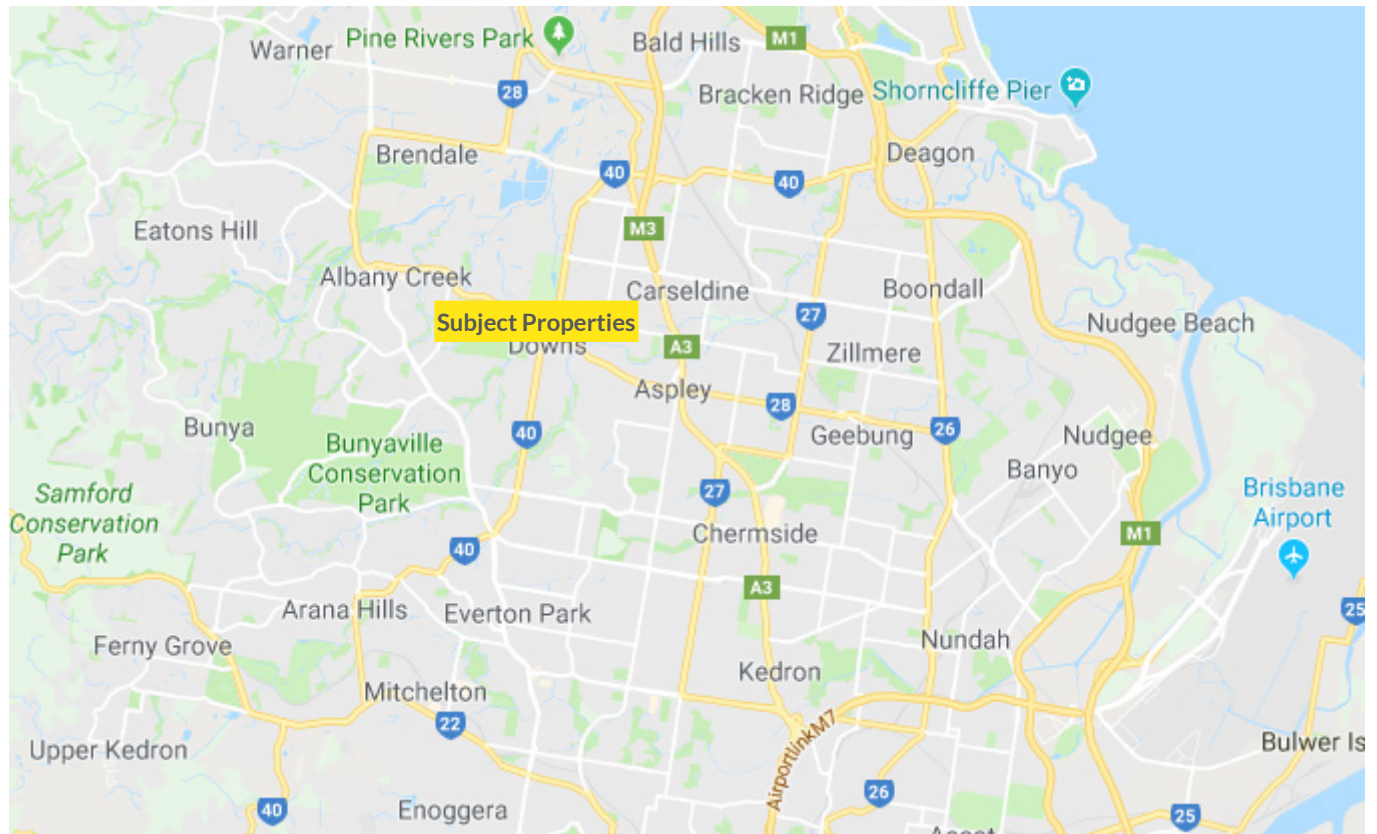 Pine Rivers Park
Bald Hills
M1
Warner
28
Bracken Ridge
Shorncliffe Pier
Brendale
Deagon
40
40
Eatons Hill
M3
Albany Creek
Carseldine
Boondall
Subject Properties
27
Nudgee Beach
Downs
A3
Zillmere
Aspley
28
Bunya
40
Geebung
26
Nudgee
Bunyaville
Conservation
Park
Banyo
Samford
Conservation
Park
27
Brisbane
Airport
Chermside
M1
40
A3
Arana Hills
Everton Park
25
Ferny Grove
Nundah
Kedron
Mitchelton
22
AirportlinkM7
Upper Kedron
Bulwer Is
26
Enoggera
40
25